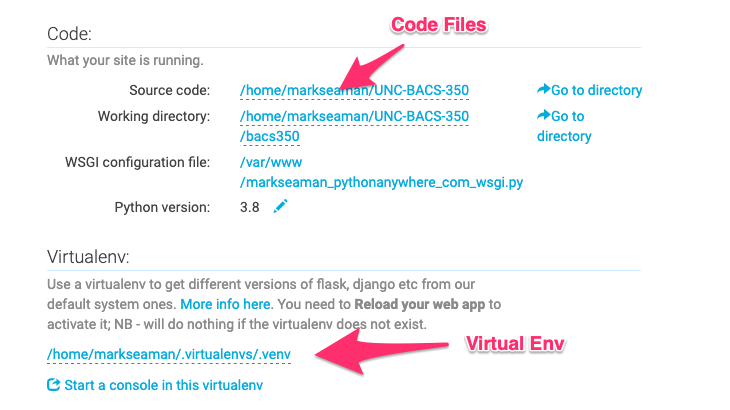 Code Files
Code:
What your site is running.
Source code: /home/markseaman/UNC-BACS-350 Go to directory
Working directory: /home/markseaman/UNC-BACS-350 Go to
/bacs350 directory
WSGI configuration file: /var/www
/markseaman_pythonanywhere_com_wsgi.py
Python version: 3.8
Virtualenv:
Use a virtualenv to get different versions of flask, django etc from our
default system ones. More info here. You need to Reload your web app to
activate it; NB - will do nothing if the virtualenv does not exist.
Virtual Env
/home/markseaman/.virtualenvs/.venv
Start a console in this virtualenv